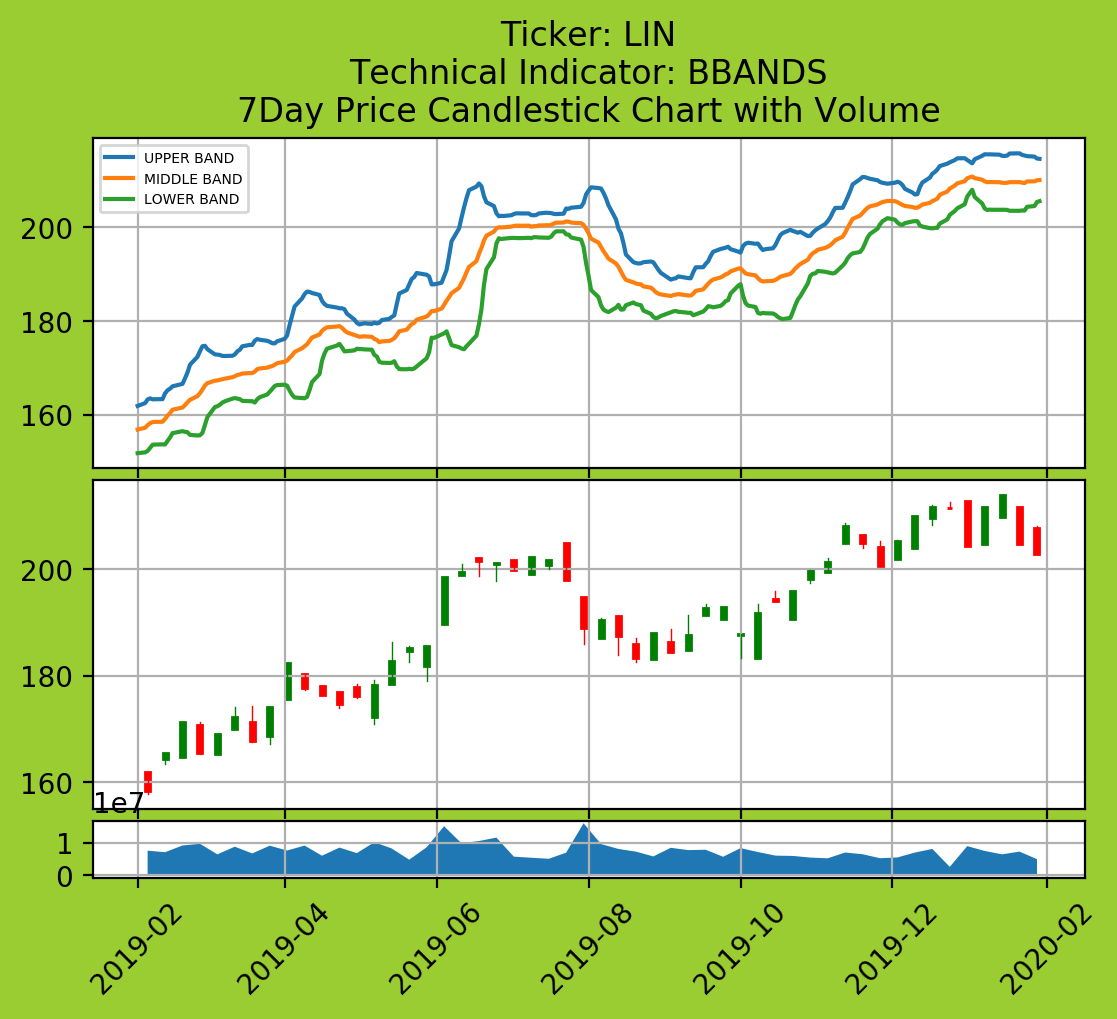 Ticker: LIN
Technical Indicator: BBANDS
7Day Price Candlestick Chart with Volume
UPPER BAND
MIDDLE BAND
LOWER BAND
200
180
160
200
180
160
1e7
1
0
2019-02
2019-04
2019-06
2019-08
2019-10
2019-12
2020-02